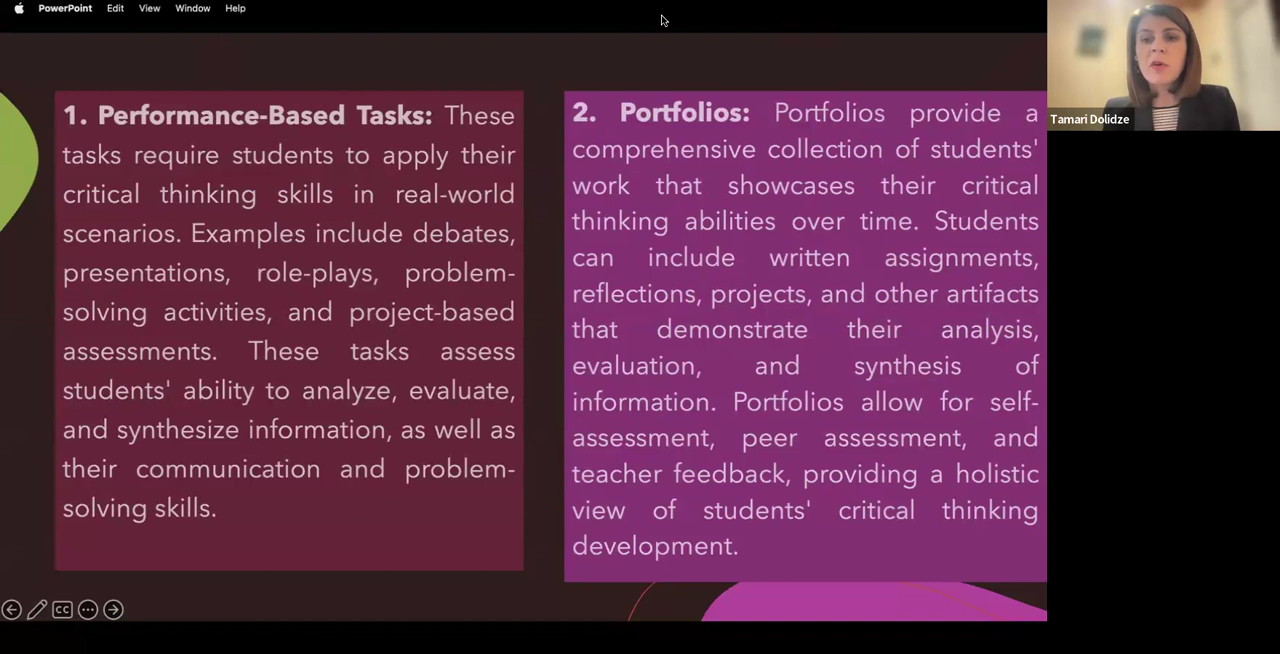 PowerPoint Edit View Window Help
1. Performance-Based Tasks: These
tasks require students to apply their
critical thinking skills in real-world
scenarios. Examples include debates,
presentations, role-plays, problem-
solving activities, and project-based
assessments. These tasks assess
students' ability to analyze, evaluate,
and synthesize information, as well as
their communication and problem-
solving skills.
2. Portfolios: Portfolios provide a
comprehensive collection of students'
work that showcases their critical
thinking abilities over time. Students
can include written assignments,
reflections, projects, and other artifacts
that demonstrate their analysis,
evaluation, and synthesis of
information. Portfolios allow for self-
assessment, peer assessment, and
teacher feedback, providing a holistic
view of students' critical thinking
development.
Tamari Dolidze
CC